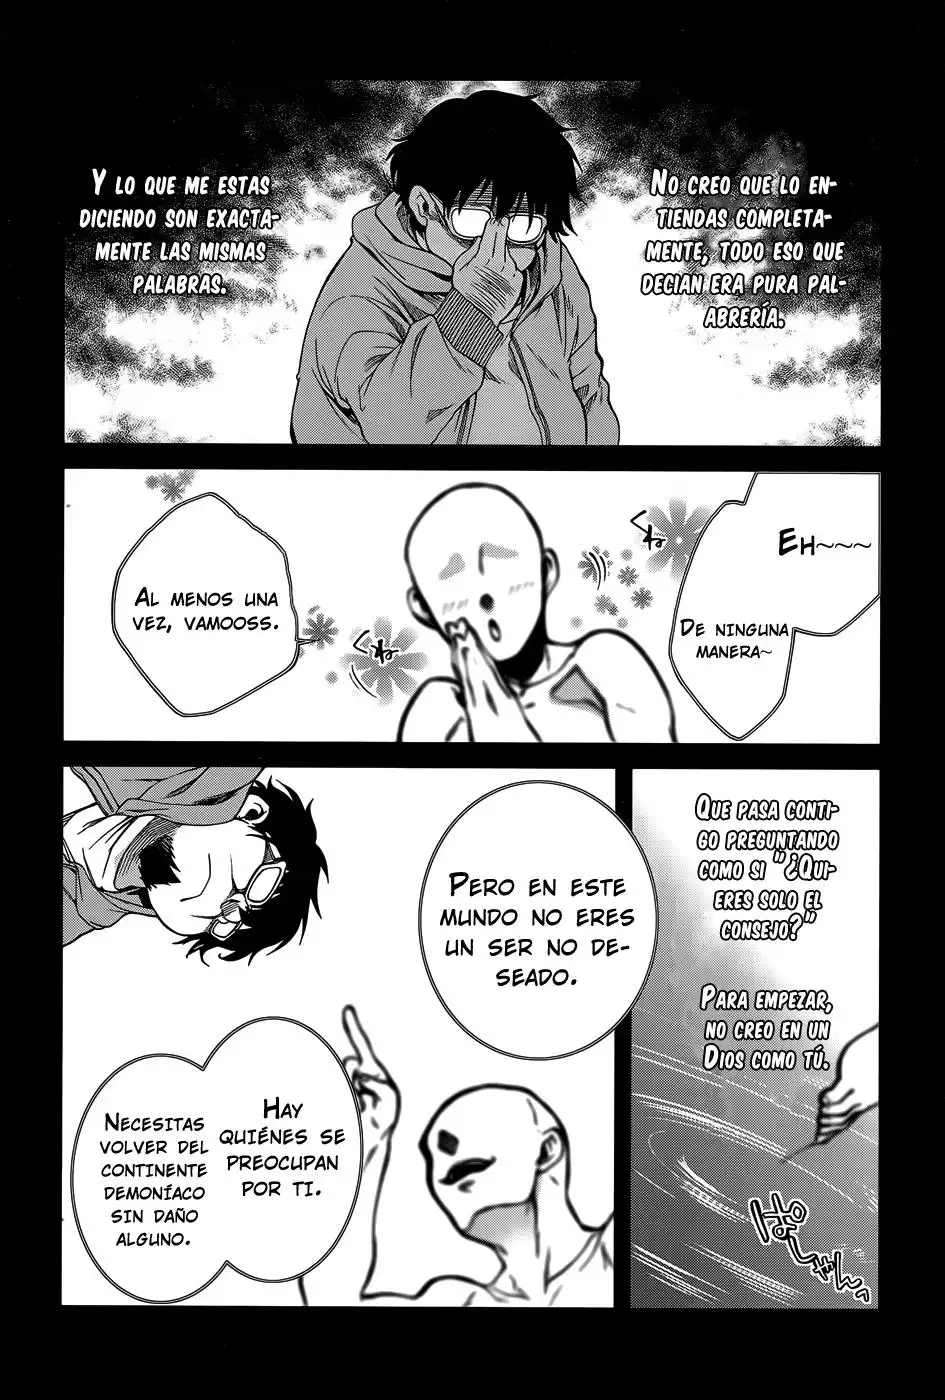 NO CREO QUE LO EN-
TIENDAS COMPLETA-
MENTE, TODO ESO QUE
DECIAN ERA PURA PAL-
ABRERÍA.
Y LO QUE ME ESTAS
DICIENDO SON EXACTA-
MENTE LAS MISMAS
PALABRAS.
EH~~~
DE NINGUNA
MANERA~
AL MENOS UNA
VEZ, VAMOOSS.
QUE PASA CONTI-
GO PREGUNTANDO
COMO SI "¿QUI-
ERES SOLO EL
CONSEJO?"
PARA EMPEZAR,
NO CREO EN UN
DIOS COMO TÚ.
PERO EN ESTE
MUNDO NO ERES
UN SER NO DE-
SEADO.
HAY
QUIÉNES SE
PREOCUPAN
POR TI.
NECESITAS
VOLVER DEL
CONTINENTE
DEMONÍACO
SIN DAÑO
ALGUNO.